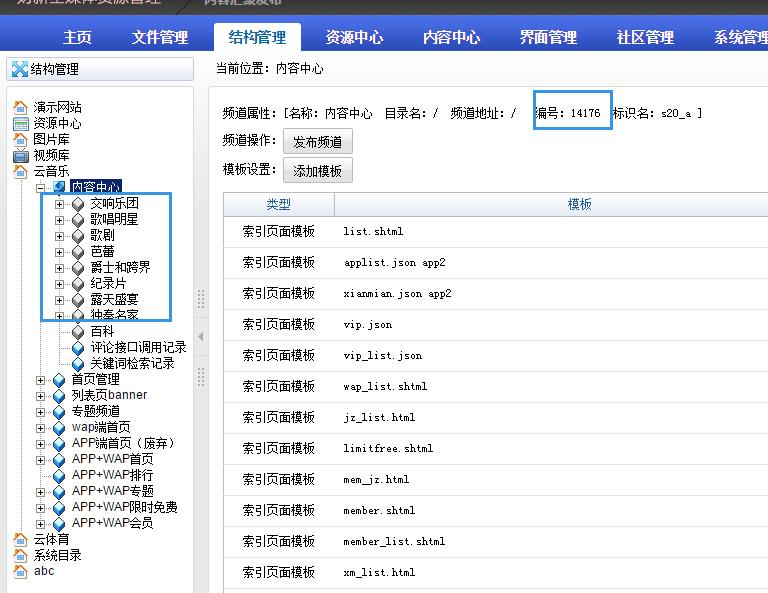 内容汇聚发布
主页 文件管理 结构管理 资源中心 内容中心 界面管理 社区管理 系统管理
结构管理
当前位置：内容中心
演示网站
资源中心
图片库
视频库
云音乐
内容中心
交响乐团
歌唱明星
歌剧
芭蕾
爵士和跨界
纪录片
露天盛宴
独奏名家
百科
评论接口调用记录
关键词检索记录
首页管理
列表页banner
专题频道
wap端首页
APP端首页（废弃）
APP+WAP首页
APP+WAP排行
APP+WAP专题
APP+WAP限时免费
APP+WAP会员
云体育
系统目录
abc
频道属性：[名称：内容中心 目录名：/ 频道地址：/ 编号：14176 标识名：s20_a ]
频道操作： 发布频道
模板设置： 添加模板
类型 模板
索引页面模板 list.shtml
索引页面模板 applist.json app2
索引页面模板 xianmian.json app2
索引页面模板 vip.json
索引页面模板 vip_list.json
索引页面模板 wap_list.shtml
索引页面模板 jz_list.html
索引页面模板 limitfree.shtml
索引页面模板 mem_jz.html
索引页面模板 member.shtml
索引页面模板 member_list.shtml
索引页面模板 xm_list.html